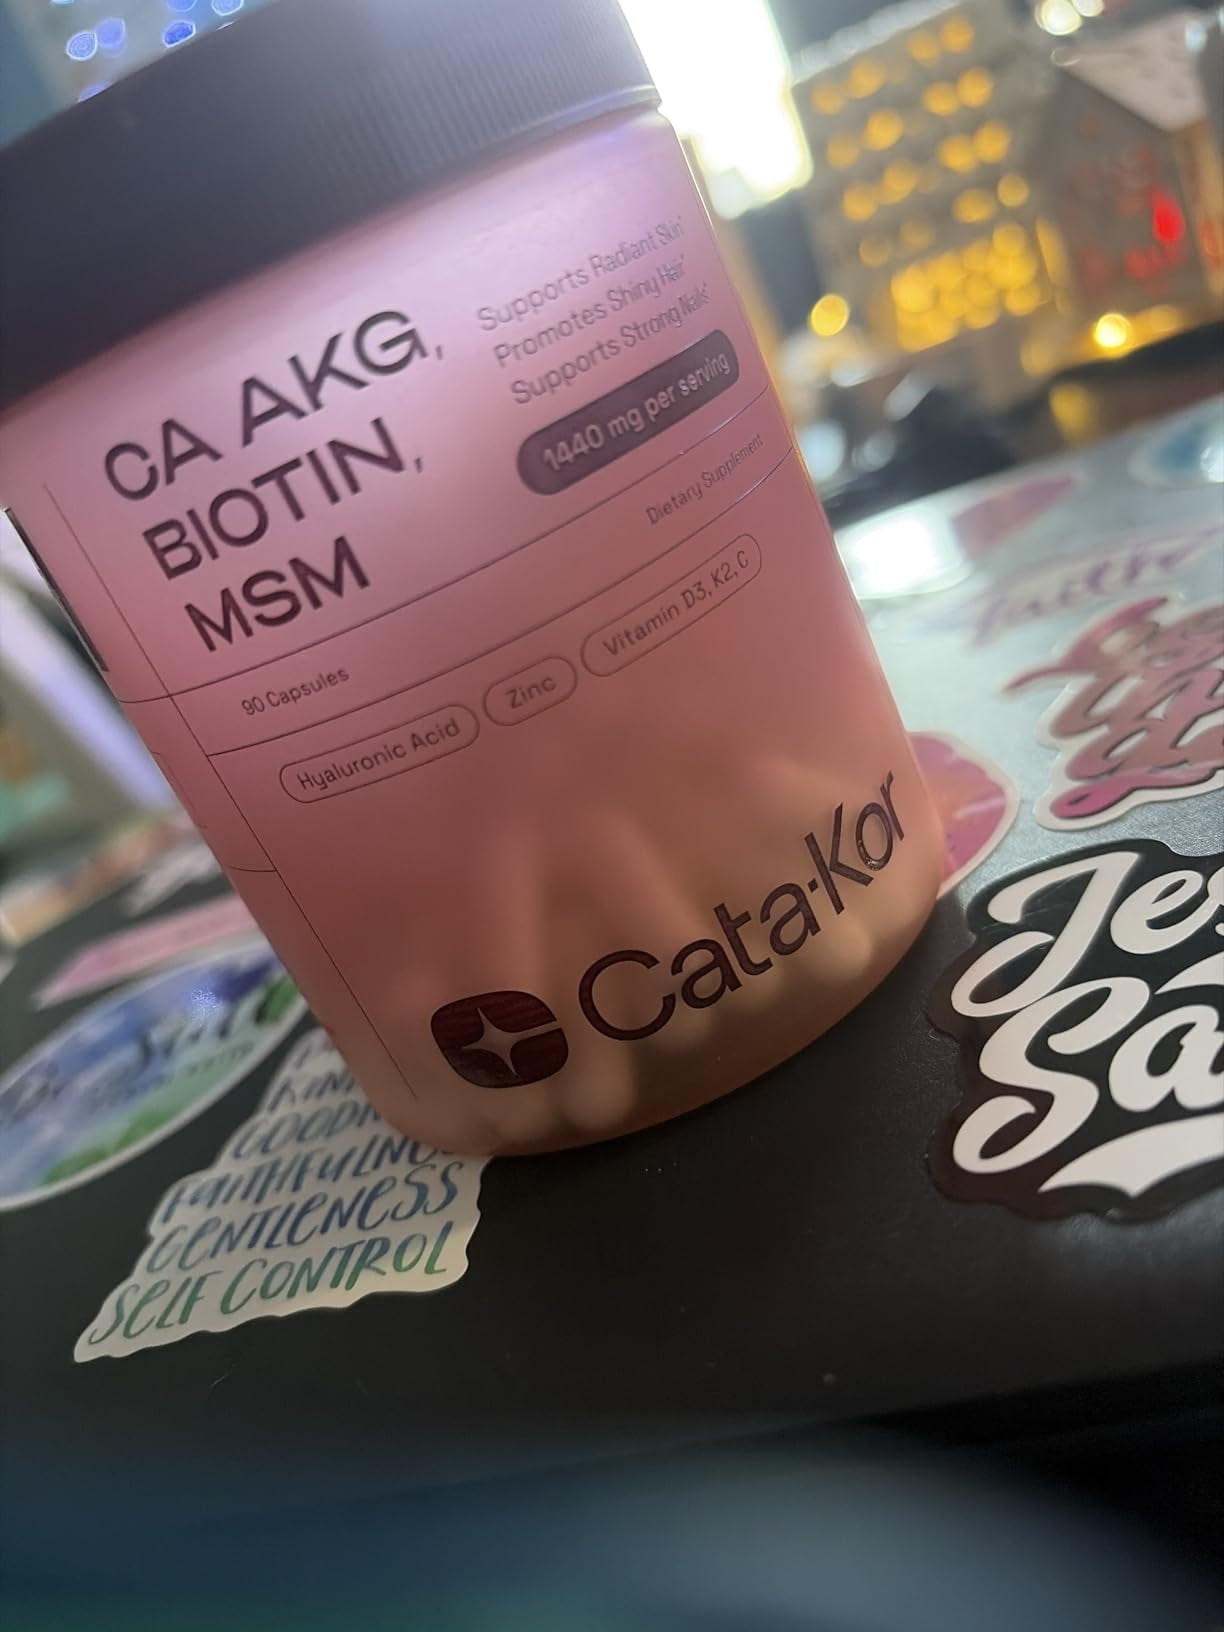 CA AKG,
BIOTIN,
MSM
Supports Radiant Skin*
Promotes Shiny Hair*
Supports Strong Nails*
1440 mg per serving
Dietary Supplement
90 Capsules
Hyaluronic Acid
Zinc
Vitamin D3, K2, C
Cata·Kor
GENTLENESS
SELF CONTROL